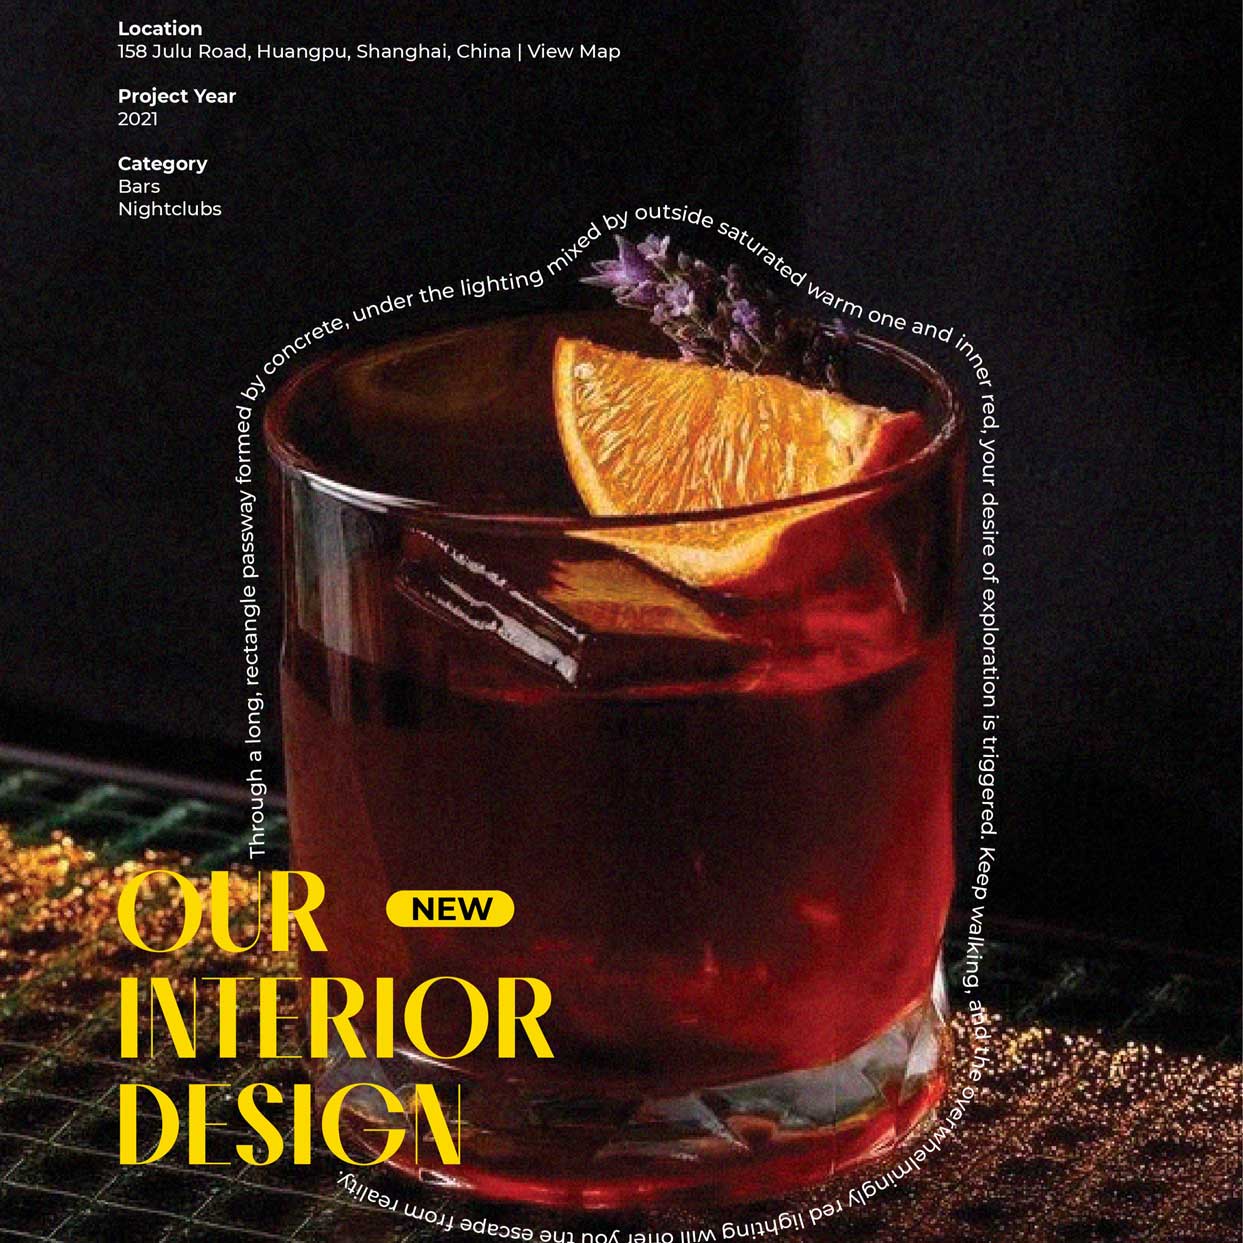 Location
158 Julu Road, Huangpu, Shanghai, China | View Map
Project Year
2021
Category
Bars
Nightclubs
Through a long, rectangle passway formed by concrete, under the lighting mixed by outside saturated warm one and inner red, your desire of exploration is triggered. Keep walking, and the overwhelmingly red lighting will offer you the escape from reality.
OUR
NEW
INTERIOR
DESIGN